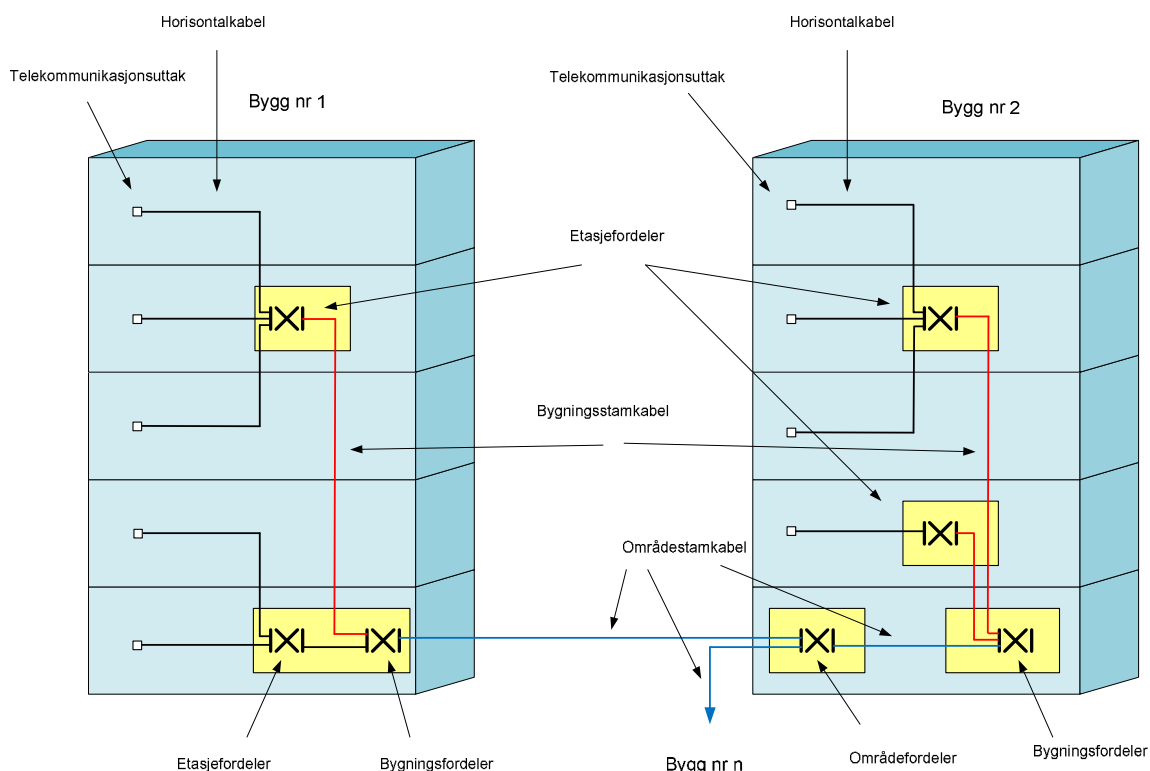 Horisontalkabel
Horisontalkabel
Telekommunikasjonsuttak
Telekommunikasjonsuttak
Bygg nr 1
Bygg nr 2
Etasjefordeler
Bygningsstamkabel
Områdestamkabel
Etasjefordeler
Bygningsfordeler
Bygg nr n
Områdefordeler
Bygningsfordeler